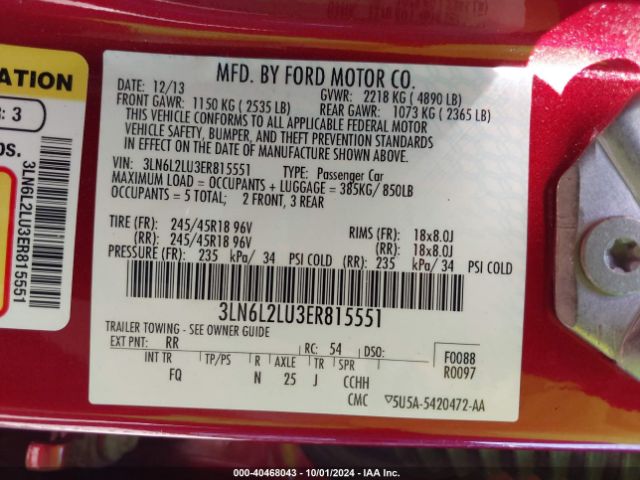 MFD. BY FORD MOTOR CO.
DATE: 12/13 GVWR: 2218 KG ( 4890 LB)
FRONT GAWR: 1150 KG ( 2535 LB) REAR GAWR: 1073 KG ( 2365 LB)
THIS VEHICLE CONFORMS TO ALL APPLICABLE FEDERAL MOTOR
VEHICLE SAFETY, BUMPER, AND THEFT PREVENTION STANDARDS
IN EFFECT ON THE DATE OF MANUFACTURE SHOWN ABOVE.
VIN: 3LN6L2LU3ER815551 TYPE: Passenger Car
MAXIMUM LOAD = OCCUPANTS + LUGGAGE = 385KG/ 850LB
OCCUPANTS = 5 TOTAL; 2 FRONT, 3 REAR
TIRE (FR): 245/45R18 96V RIMS (FR): 18x8.0J
(RR): 245/45R18 96V (RR): 18x8.0J
PRESSURE (FR): 235 kPa/ 34 PSI COLD (RR): 235 kPa/ 34 PSI COLD
3LN6L2LU3ER815551
TRAILER TOWING - SEE OWNER GUIDE
EXT PNT: RR RC: 54 DSO: F0088
INT TR TP/PS R AXLE TR SPR R0097
FQ N 25 J CCHH
CMC 5U5A-5420472-AA
ATION
: 3
OS.
3LN6L2LU3ER815551
000-40468043 - 10/01/2024 - IAA Inc.